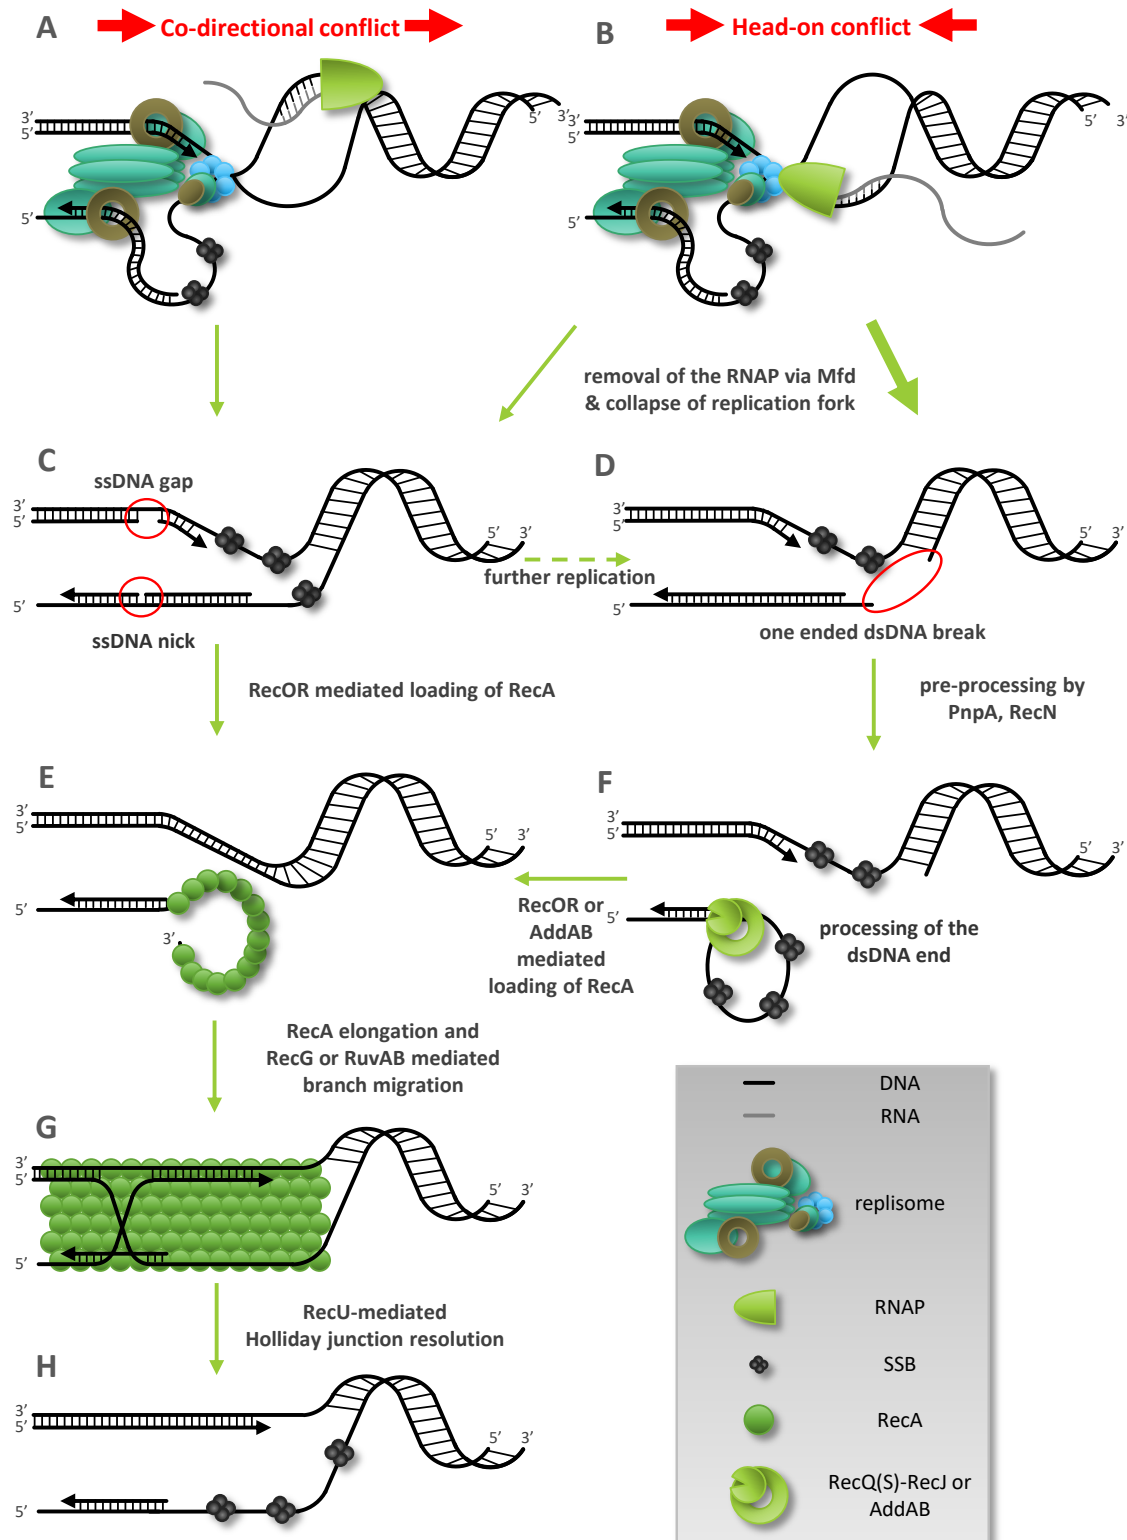 A
Co-directional conflict
B
Head-on conflict
3’
5’
5’
5’
3’
3’
5’
5’
5’
3’
removal of the RNAP via Mfd
& collapse of replication fork
C
ssDNA gap
3’
5’
5’
3’
5’
ssDNA nick
further replication
D
3’
5’
5’
3’
5’
one ended dsDNA break
RecOR mediated loading of RecA
pre-processing by
PnpA, RecN
E
3’
5’
5’
3’
5’
3’
F
3’
5’
5’
3’
5’
RecOR or
AddAB
mediated
loading of RecA
processing of the
dsDNA end
RecA elongation and
RecG or RuvAB mediated
branch migration
G
3’
5’
5’
3’
5’
RecU-mediated
Holliday junction resolution
H
3’
5’
5’
3’
5’
DNA
RNA
replisome
RNAP
SSB
RecA
RecQ(S)-RecJ or
AddAB